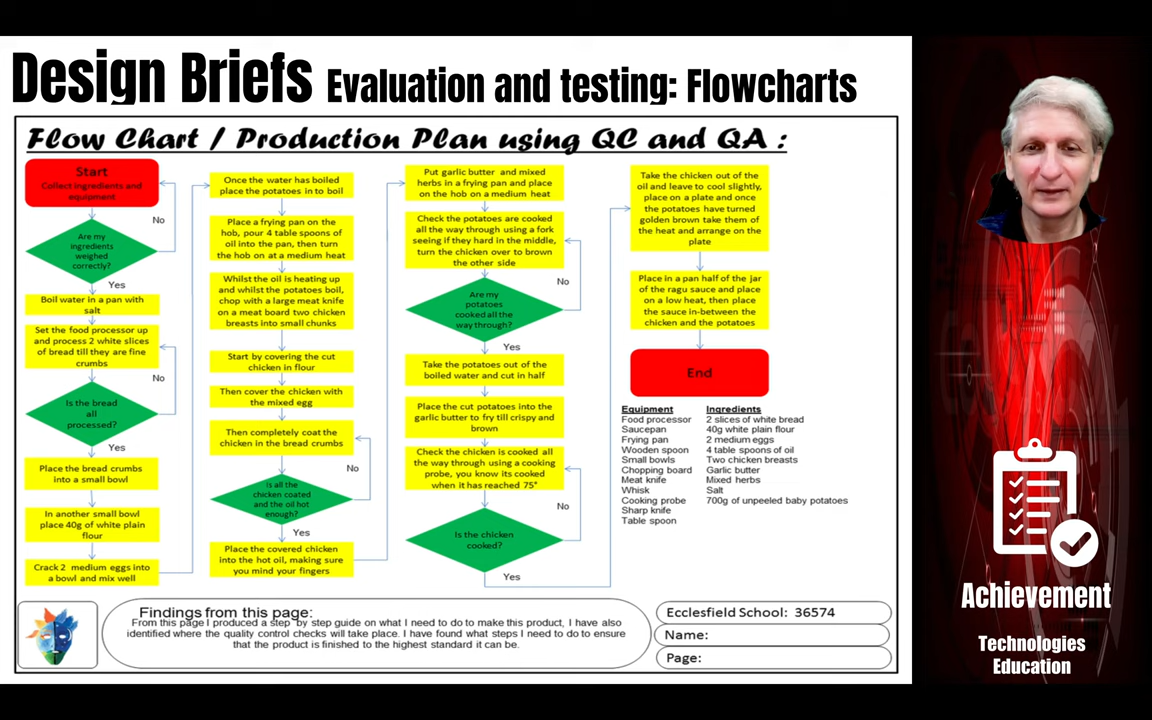 Design Briefs Evaluation and testing: Flowcharts
Flow Chart / Production Plan using QC and QA :
Start
Collect ingredients and
equipment
No
Are my
ingredients
weighed
correctly?
Yes
Boil water in a pan with
salt
Set the food processor up
and process 2 white slices
of bread till they are fine
crumbs
No
Is the bread
all
processed?
Yes
Place the bread crumbs
into a small bowl
In another small bowl
place 40g of white plain
flour
Crack 2 medium eggs into
a bowl and mix well
Once the water has boiled
place the potatoes in to boil
Place a frying pan on the
hob, pour 4 table spoons of
oil into the pan, then turn
the hob on at a medium heat
Whilst the oil is heating up
and whilst the potatoes boil,
chop with a large meat knife
on a meat board two chicken
breasts into small chunks
Start by covering the cut
chicken in flour
Then cover the chicken with
the mixed egg
Then completely coat the
chicken in the bread crumbs
No
Is all the
chicken coated
and the oil hot
enough?
Yes
Place the covered chicken
into the hot oil, making sure
you mind your fingers
Put garlic butter and mixed
herbs in a frying pan and place
on the hob on a medium heat
Check the potatoes are cooked
all the way through using a fork
seeing if they hard in the middle,
turn the chicken over to brown
the other side
No
Are my
potatoes
cooked all the
way through?
Yes
Take the potatoes out of the
boiled water and cut in half
Place the cut potatoes into the
garlic butter to fry till crispy and
brown
Check the chicken is cooked all
the way through using a cooking
probe, you know its cooked
when it has reached 75°
No
Is the chicken
cooked?
Yes
Take the chicken out of the
oil and leave to cool slightly,
place on a plate and once
the potatoes have turned
golden brown take them of
the heat and arrange on the
plate
Place in a pan half of the jar
of the ragu sauce and place
on a low heat, then place
the sauce in-between the
chicken and the potatoes
End
Equipment
Food processor
Saucepan
Frying pan
Wooden spoon
Small bowls
Chopping board
Meat knife
Whisk
Cooking probe
Sharp knife
Table spoon
Ingredients
2 slices of white bread
40g white plain flour
2 medium eggs
4 table spoons of oil
Two chicken breasts
Garlic butter
Mixed herbs
Salt
700g of unpeeled baby potatoes
Findings from this page:
From this page I produced a step by step guide on what I need to do to make this product, I have also
identified where the quality control checks will take place. I have found what steps I need to do to ensure
that the product is finished to the highest standard it can be.
Ecclesfield School: 36574
Name:
Page:
Achievement
Technologies
Education